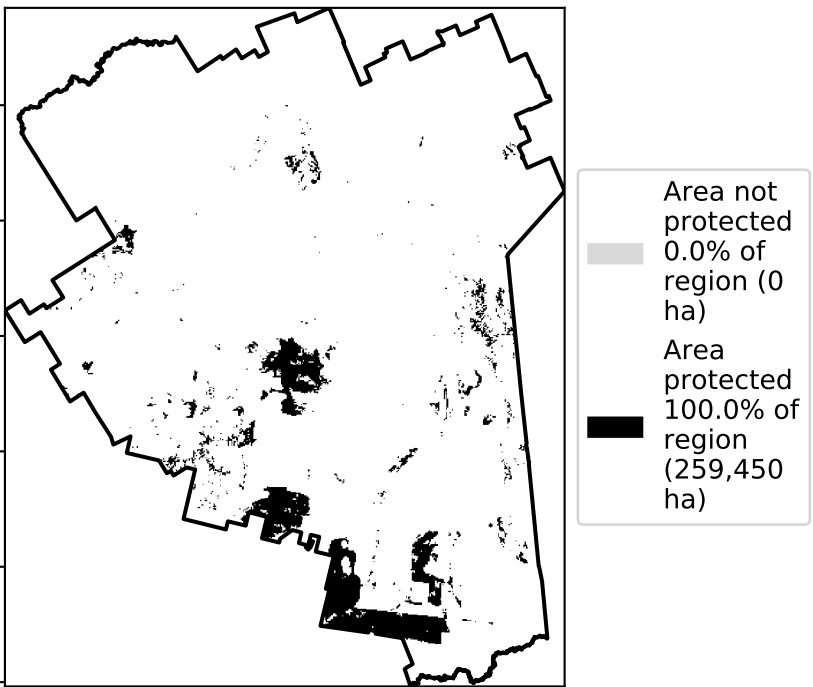 Area not
protected
0.0% of
region (0
ha)
Area
protected
100.0% of
region
(259,450
ha)